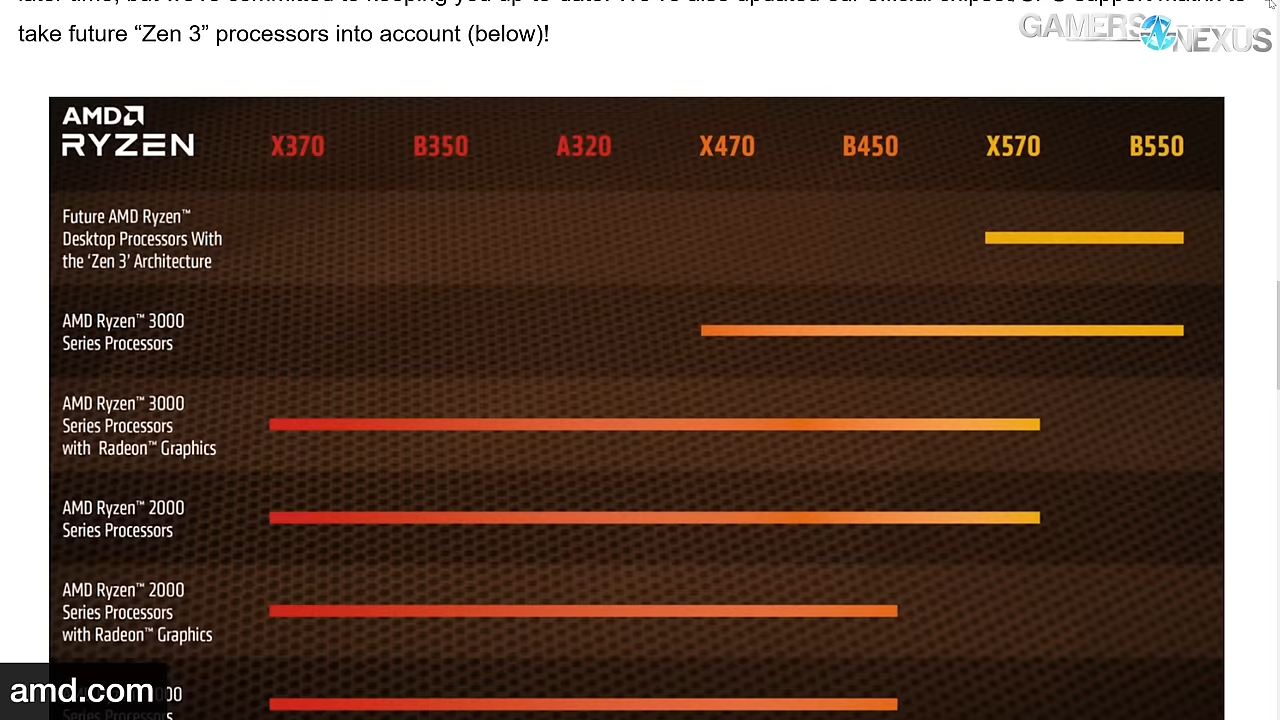 take future “Zen 3” processors into account (below)!
GAMERS NEXUS
AMD
RYZEN
X370 B350 A320 X470 B450 X570 B550
Future AMD Ryzen™
Desktop Processors With
the ‘Zen 3’ Architecture
AMD Ryzen™ 3000
Series Processors
AMD Ryzen™ 3000
Series Processors
with Radeon™ Graphics
AMD Ryzen™ 2000
Series Processors
AMD Ryzen™ 2000
Series Processors
with Radeon™ Graphics
amd.com